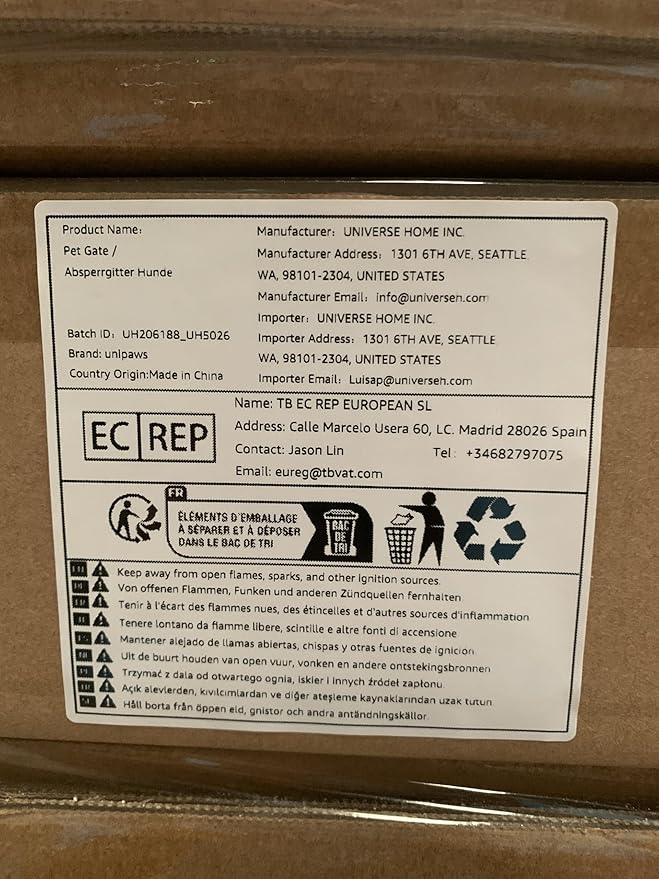 Product Name:
Pet Gate /
Absperrgitter Hunde
Batch ID: UH206188_UH5026
Brand: unipaws
Country Origin:Made in China
Manufacturer: UNIVERSE HOME INC.
Manufacturer Address: 1301 6TH AVE, SEATTLE,
WA, 98101-2304, UNITED STATES
Manufacturer Email: info@universeh.com
Importer: UNIVERSE HOME INC.
Importer Address: 1301 6TH AVE, SEATTLE
WA, 98101-2304, UNITED STATES
Importer Email: Luisap@universeh.com
EC REP
Name: TB EC REP EUROPEAN SL
Address: Calle Marcelo Usera 60, LC. Madrid 28026 Spain
Contact: Jason Lin Tel: +34682797075
Email: eureg@tbvat.com
FR
ÉLÉMENTS D'EMBALLAGE
À SÉPARER ET À DÉPOSER
DANS LE BAC DE TRI
BAC
DE
TRI
Keep away from open flames, sparks, and other ignition sources.
Von offenen Flammen, Funken und anderen Zündquellen fernhalten.
FR Tenir à l'écart des flammes nues, des étincelles et d'autres sources d'inflammation
Tenere lontano da fiamme libere, scintille e altre fonti di accensione
ES Mantener alejado de llamas abiertas, chispas y otras fuentes de ignición.
NL Uit de buurt houden van open vuur, vonken en andere ontstekingsbronnen
PL Trzymać z dala od otwartego ognia, iskier i innych źródeł zapłonu.
Açık alevlerden, kıvılcımlardan ve diğer ateşleme kaynaklarından uzak tutun.
Håll borta från öppen eld, gnistor och andra antändningskällor.